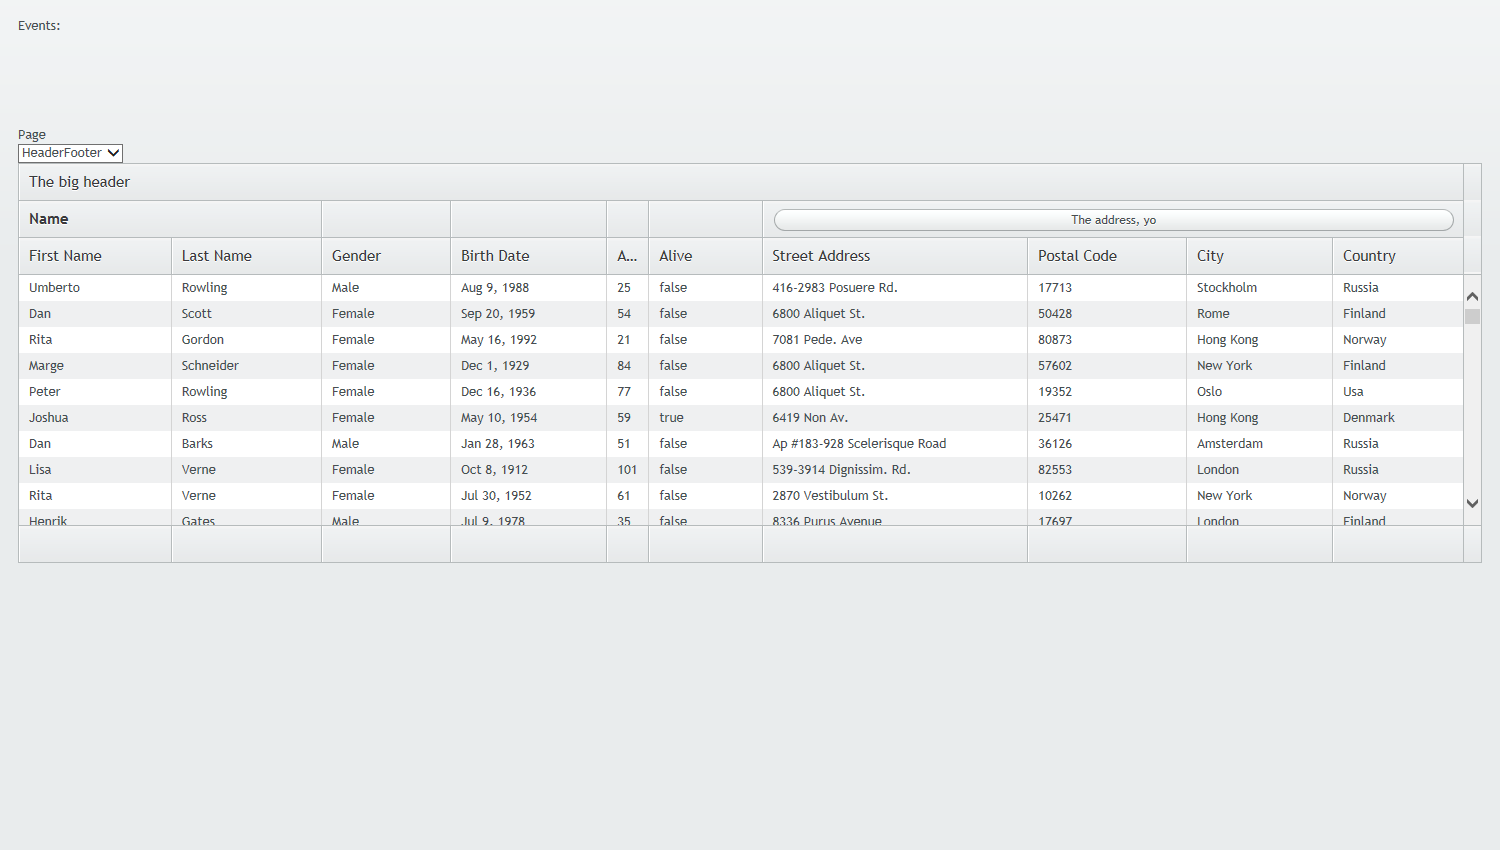 Events:
Page
HeaderFooter
The big header
Name The address, yo
First Name Last Name Gender Birth Date A... Alive Street Address Postal Code City Country
Umberto Rowling Male Aug 9, 1988 25 false 416-2983 Posuere Rd. 17713 Stockholm Russia
Dan Scott Female Sep 20, 1959 54 false 6800 Aliquet St. 50428 Rome Finland
Rita Gordon Female May 16, 1992 21 false 7081 Pede. Ave 80873 Hong Kong Norway
Marge Schneider Female Dec 1, 1929 84 false 6800 Aliquet St. 57602 New York Finland
Peter Rowling Female Dec 16, 1936 77 false 6800 Aliquet St. 19352 Oslo Usa
Joshua Ross Female May 10, 1954 59 true 6419 Non Av. 25471 Hong Kong Denmark
Dan Barks Male Jan 28, 1963 51 false Ap #183-928 Scelerisque Road 36126 Amsterdam Russia
Lisa Verne Female Oct 8, 1912 101 false 539-3914 Dignissim. Rd. 82553 London Russia
Rita Verne Female Jul 30, 1952 61 false 2870 Vestibulum St. 10262 New York Norway
Henrik Gates Male Jul 9, 1978 35 false 8336 Purus Avenue 17697 London Finland